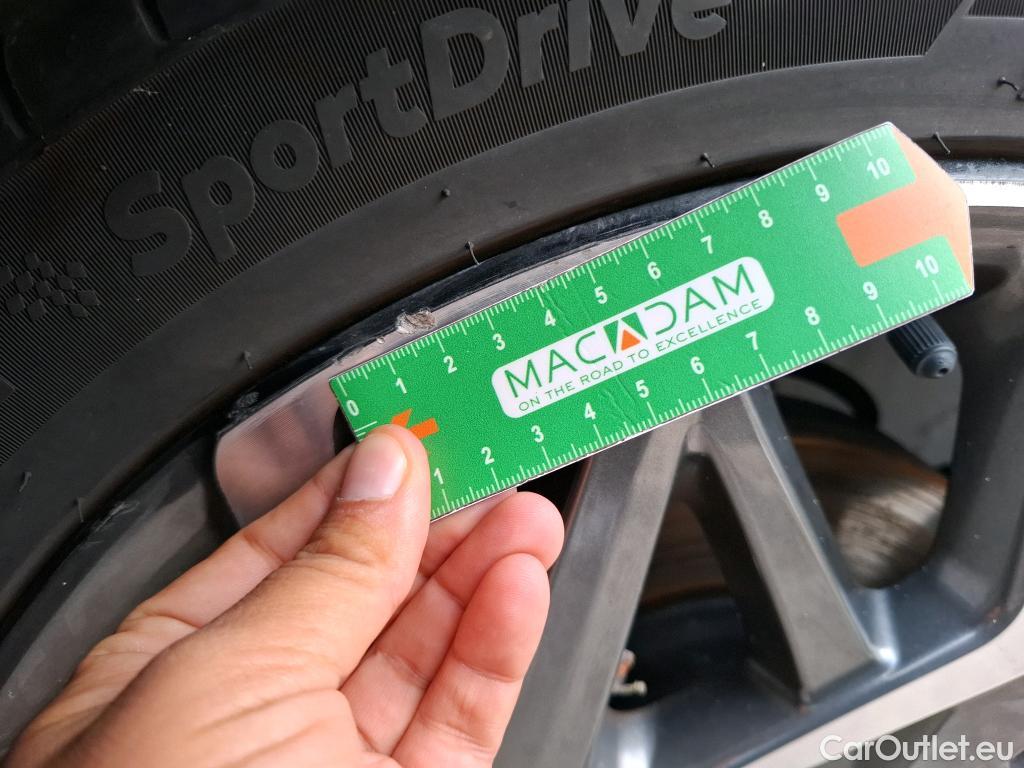 SportDrive
0 1 2 3 4 5 6 7 8 9 10
MACADAM
ON THE ROAD TO EXCELLENCE
1 2 3 4 5 6 7 8 9 10
CarOutlet.eu